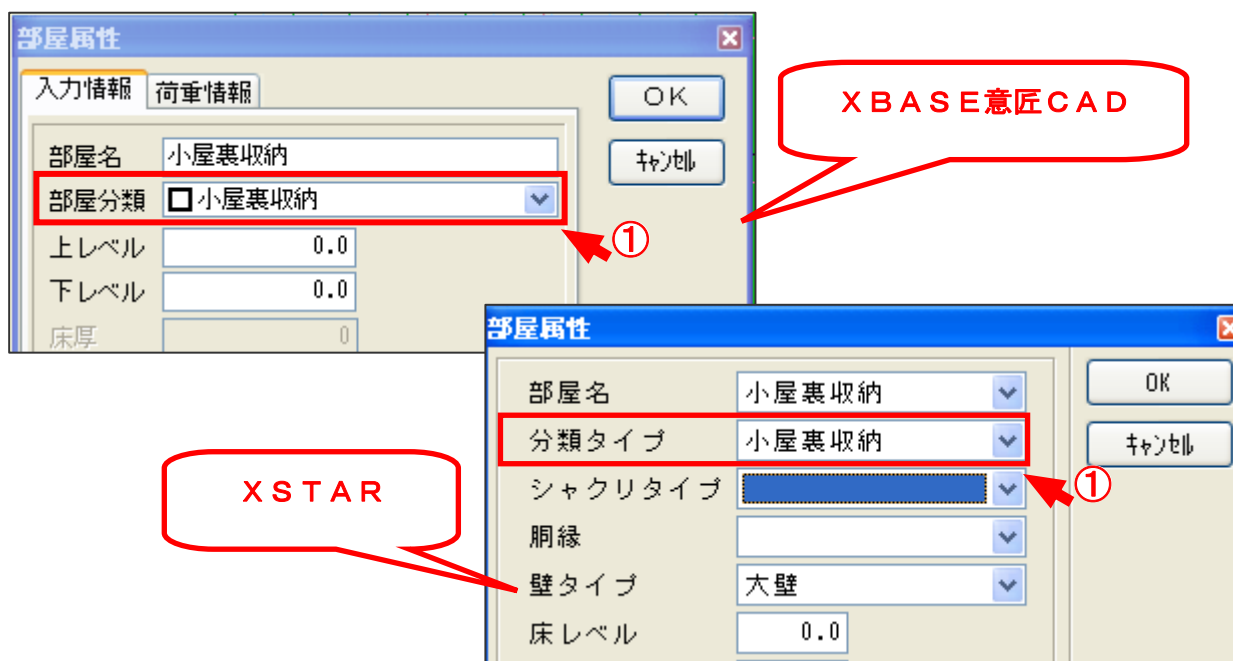 部屋属性
入力情報 荷重情報
OK
部屋名 小屋裏収納
ｷｬﾝｾﾙ
部屋分類 小屋裏収納
①
上レベル 0.0
下レベル 0.0
床厚 0
ＸＢＡＳＥ意匠ＣＡＤ
部屋属性
部屋名 小屋裏収納
OK
分類タイプ 小屋裏収納
ｷｬﾝｾﾙ
シャクリタイプ
①
胴縁
壁タイプ 大壁
床レベル 0.0
ＸＳＴＡＲ